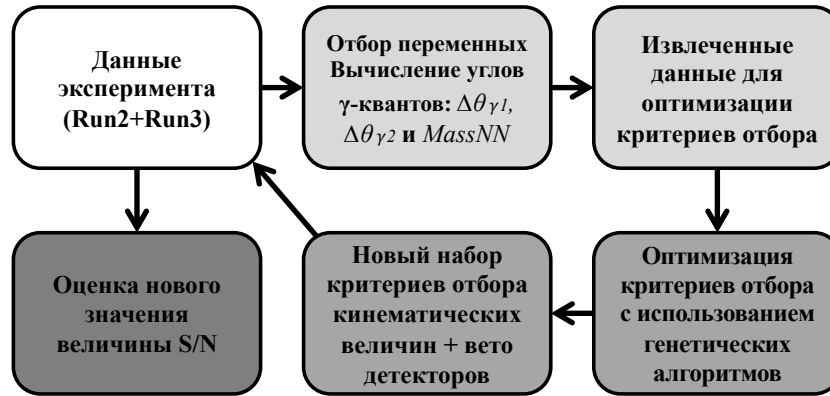 Данные
эксперимента
(Run2+Run3)
Отбор переменных
Вычисление углов
γ-квантов: Δθγ1,
Δθγ2 и MassNN
Извлеченные
данные для
оптимизации
критериев отбора
Оценка нового
значения
величины S/N
Новый набор
критериев отбора
кинематических
величин + вето
детекторов
Оптимизация
критериев отбора
с использованием
генетических
алгоритмов